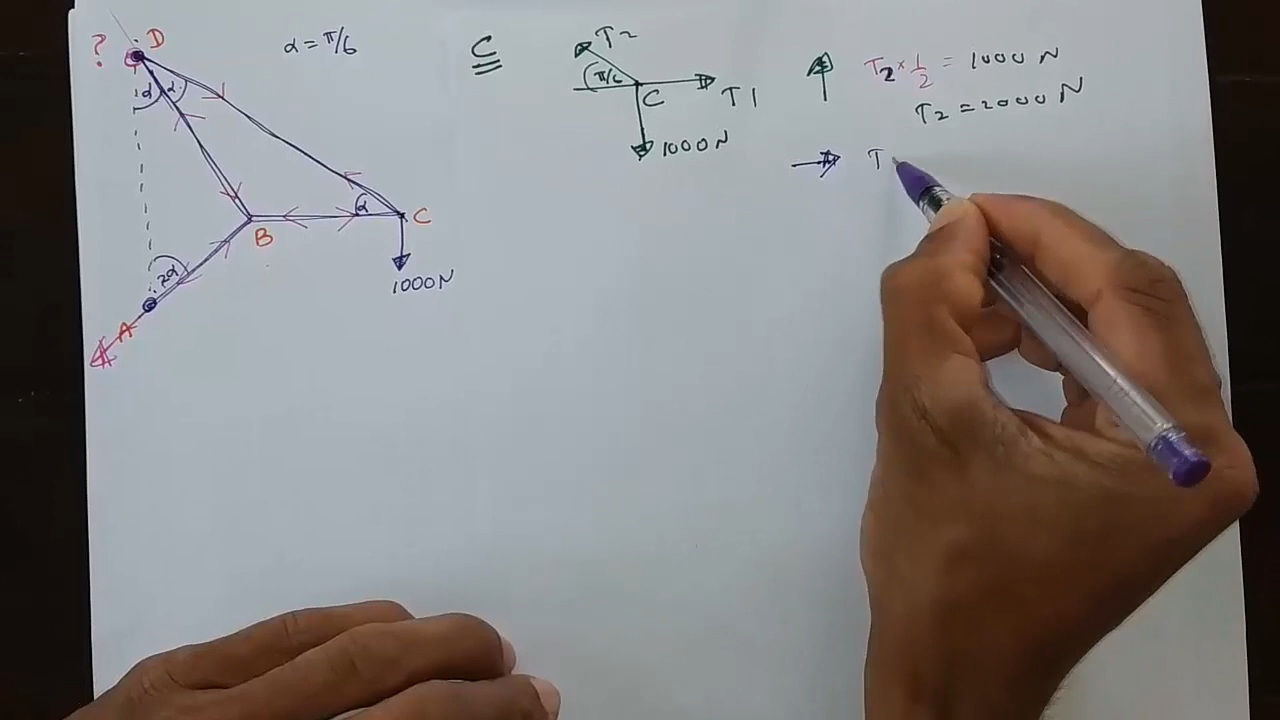 ? D
α = π/6
α α
α
C
B
1000N
2α
A
C
T2
π/6
C
T1
1000N
T2 × 1/2 = 1000 N
T2 = 2000 N
T